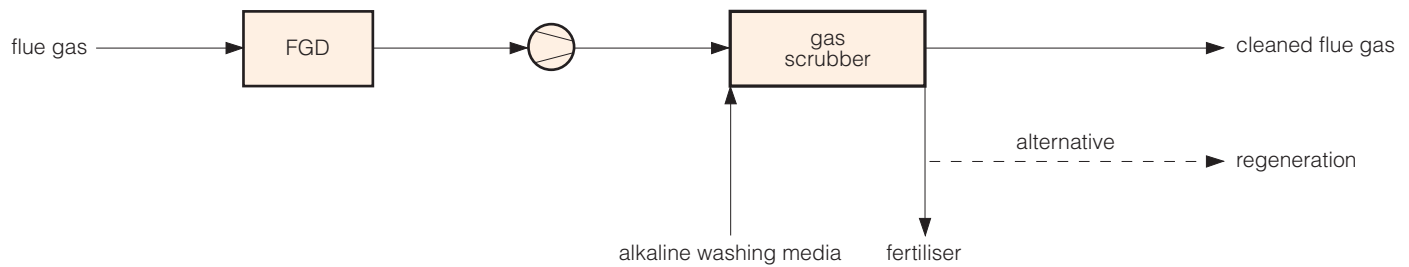 flue gas
FGD
gas
scrubber
cleaned flue gas
alternative
regeneration
alkaline washing media
fertiliser